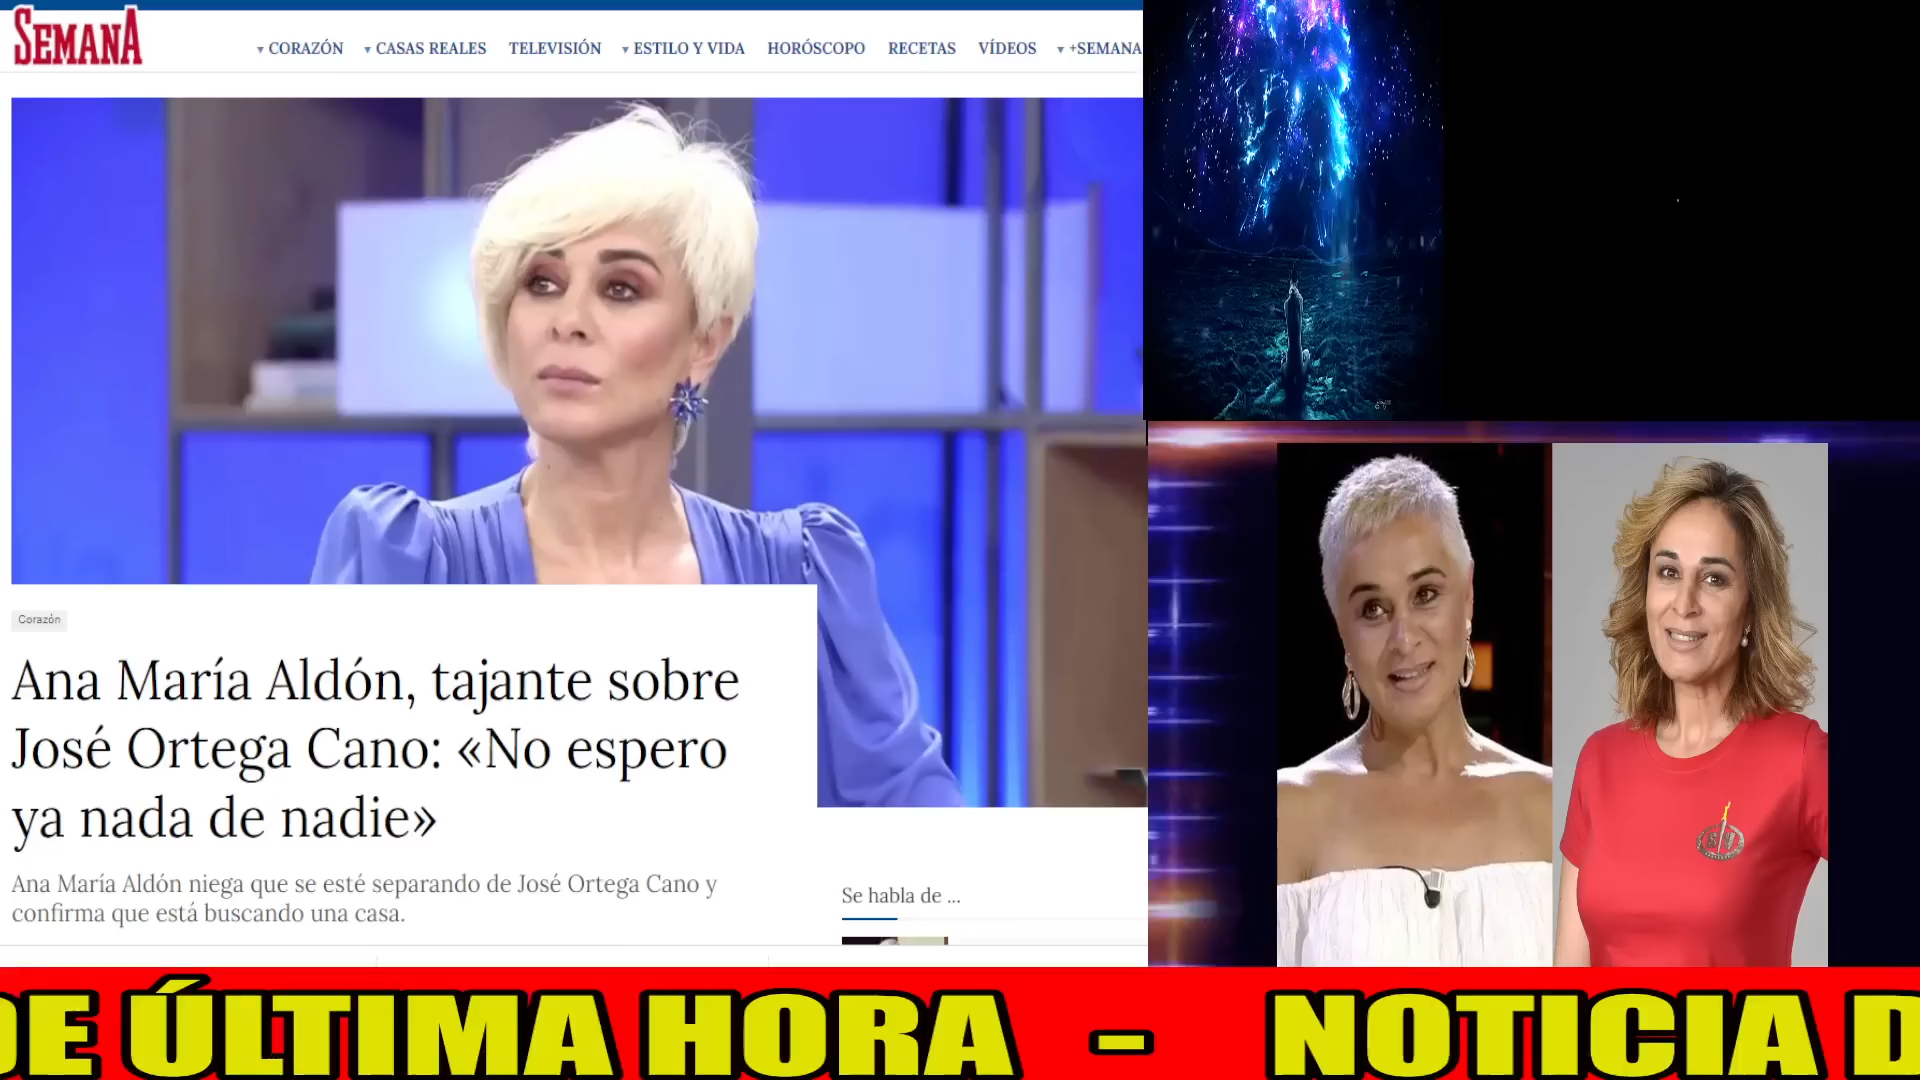 SEMANA
CORAZÓN CASAS REALES TELEVISIÓN ESTILO Y VIDA HORÓSCOPO RECETAS VÍDEOS +SEMANA
Corazón
Ana María Aldón, tajante sobre
José Ortega Cano: «No espero
ya nada de nadie»
Ana María Aldón niega que se esté separando de José Ortega Cano y
confirma que está buscando una casa.
Se habla de ...
DE ÚLTIMA HORA - NOTICIA D